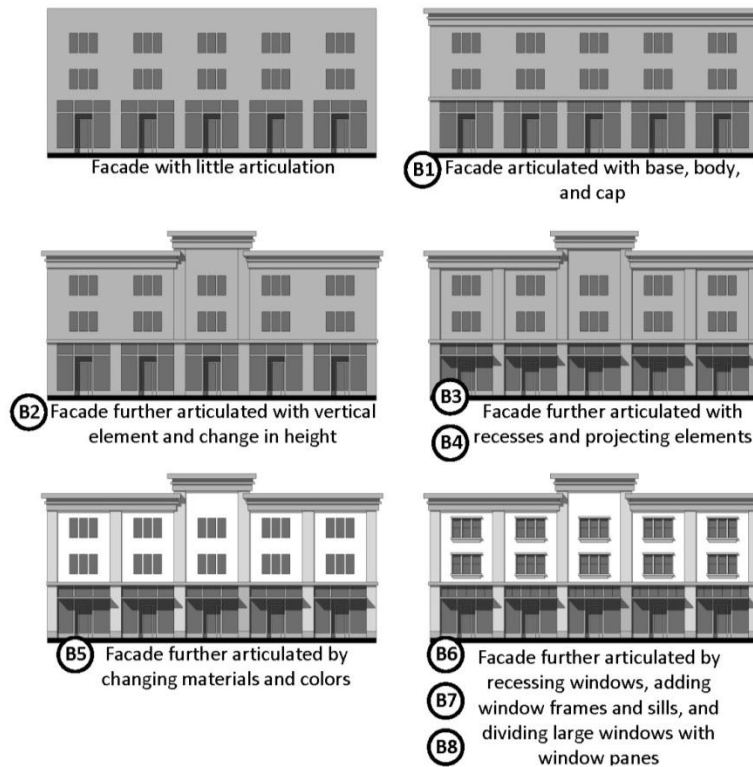 Facade with little articulation
B1 Facade articulated with base, body,
and cap
B2 Facade further articulated with vertical
element and change in height
B3
Facade further articulated with
B4 recesses and projecting elements
B5 Facade further articulated by
changing materials and colors
B6 Facade further articulated by
recessing windows, adding
B7 window frames and sills, and
dividing large windows with
B8 window panes